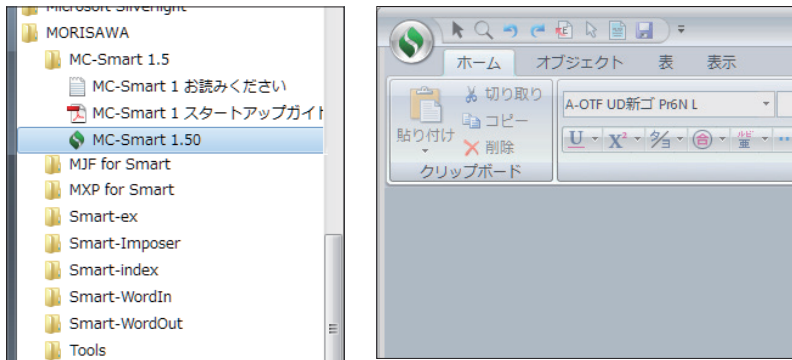 Microsoft Silverlight
MORISAWA
MC-Smart 1.5
MC-Smart 1 お読みください
MC-Smart 1 スタートアップガイド
MC-Smart 1.50
MJF for Smart
MXP for Smart
Smart-ex
Smart-Imposer
Smart-index
Smart-WordIn
Smart-WordOut
Tools
ホーム オブジェクト 表 表示
切り取り
コピー
削除
貼り付け
クリップボード
A-OTF UD新ゴ Pr6N L
U X² 合